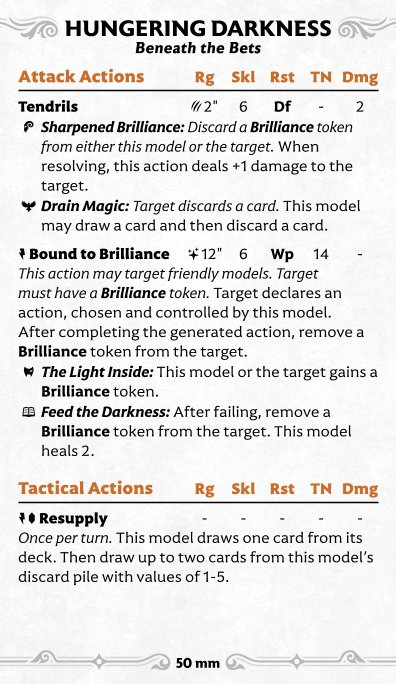 HUNGERING DARKNESS
Beneath the Bets
Attack Actions Rg Skl Rst TN Dmg
Tendrils 2" 6 Df - 2
Sharpened Brilliance: Discard a Brilliance token
from either this model or the target. When
resolving, this action deals +1 damage to the
target.
Drain Magic: Target discards a card. This model
may draw a card and then discard a card.
Bound to Brilliance 12" 6 Wp 14 -
This action may target friendly models. Target
must have a Brilliance token. Target declares an
action, chosen and controlled by this model.
After completing the generated action, remove a
Brilliance token from the target.
The Light Inside: This model or the target gains a
Brilliance token.
Feed the Darkness: After failing, remove a
Brilliance token from the target. This model
heals 2.
Tactical Actions Rg Skl Rst TN Dmg
Resupply - - - - -
Once per turn. This model draws one card from its
deck. Then draw up to two cards from this model's
discard pile with values of 1-5.
50 mm